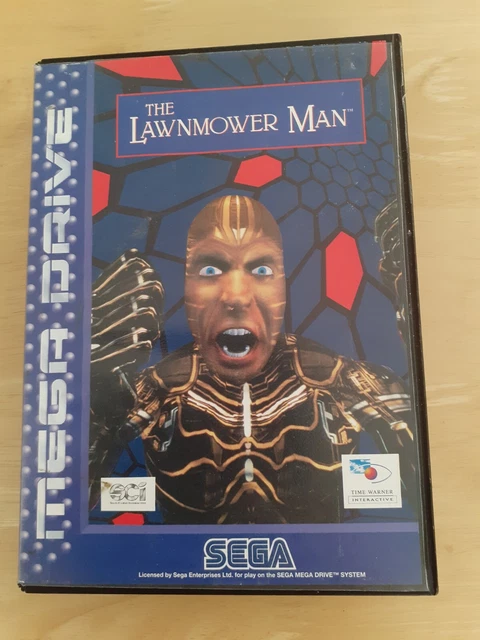 MEGA DRIVE
THE
LAWNMOWER MAN™
sci
TIME WARNER
INTERACTIVE
SEGA
Licensed by Sega Enterprises Ltd. for play on the SEGA MEGA DRIVE™ SYSTEM